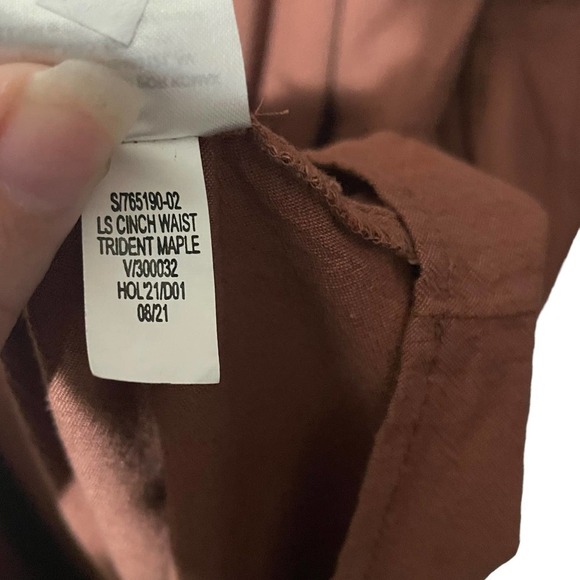 S/765190-02
LS CINCH WAIST
TRIDENT MAPLE
V/300032
HOL'21/D01
08/21